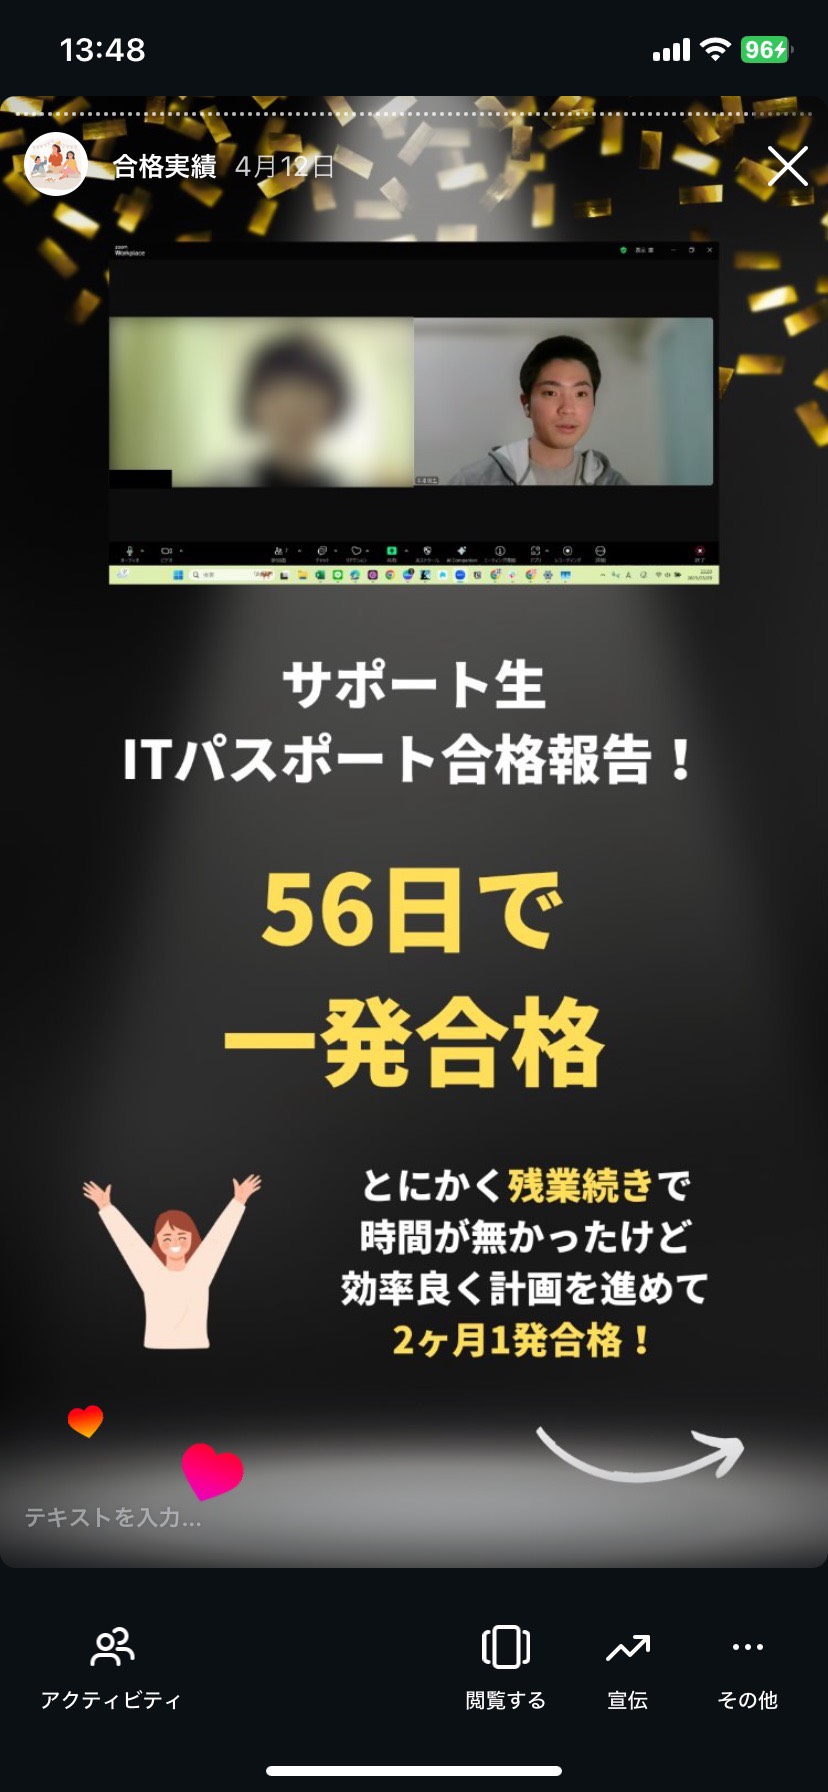 13:48
96
合格実績 4月12日
zoom
Workplace
サポート生
ITパスポート合格報告！
56日で
一発合格
とにかく残業続きで
時間が無かったけど
効率良く計画を進めて
2ヶ月1発合格！
テキストを入力...
アクティビティ
閲覧する
宣伝
その他